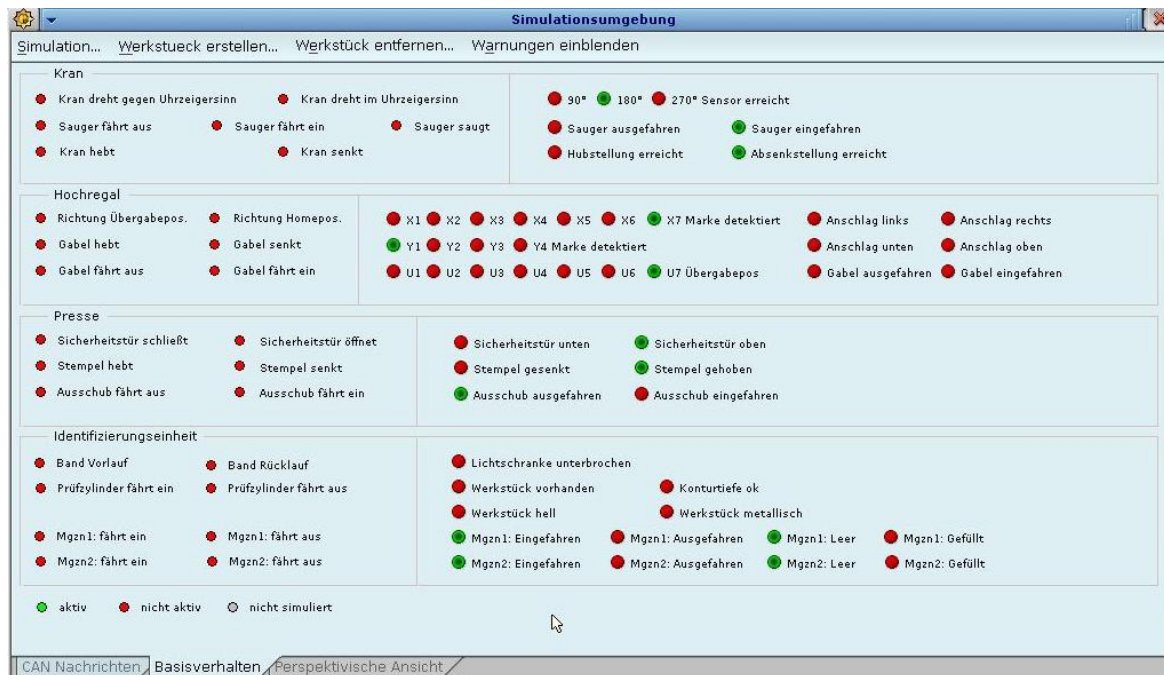 Simulationsumgebung
Simulation... Werkstueck erstellen... Werkstück entfernen... Warnungen einblenden
Kran
Kran dreht gegen Uhrzeigersinn Kran dreht im Uhrzeigersinn 90° 180° 270° Sensor erreicht
Sauger fährt aus Sauger fährt ein Sauger saugt Sauger ausgefahren Sauger eingefahren
Kran hebt Kran senkt Hubstellung erreicht Absenkstellung erreicht
Hochregal
Richtung Übergabepos. Richtung Homepos. X1 X2 X3 X4 X5 X6 X7 Marke detektiert Anschlag links Anschlag rechts
Gabel hebt Gabel senkt Y1 Y2 Y3 Y4 Marke detektiert Anschlag unten Anschlag oben
Gabel fährt aus Gabel fährt ein U1 U2 U3 U4 U5 U6 U7 Übergabepos Gabel ausgefahren Gabel eingefahren
Presse
Sicherheitstür schließt Sicherheitstür öffnet Sicherheitstür unten Sicherheitstür oben
Stempel hebt Stempel senkt Stempel gesenkt Stempel gehoben
Ausschub fährt aus Ausschub fährt ein Ausschub ausgefahren Ausschub eingefahren
Identifizierungseinheit
Band Vorlauf Band Rücklauf Lichtschranke unterbrochen
Prüfzylinder fährt ein Prüfzylinder fährt aus Werkstück vorhanden Konturtiefe ok
Werkstück hell Werkstück metallisch
Mgzn1: fährt ein Mgzn1: fährt aus Mgzn1: Eingefahren Mgzn1: Ausgefahren Mgzn1: Leer Mgzn1: Gefüllt
Mgzn2: fährt ein Mgzn2: fährt aus Mgzn2: Eingefahren Mgzn2: Ausgefahren Mgzn2: Leer Mgzn2: Gefüllt
aktiv nicht aktiv nicht simuliert
CAN Nachrichten Basisverhalten Perspektivische Ansicht